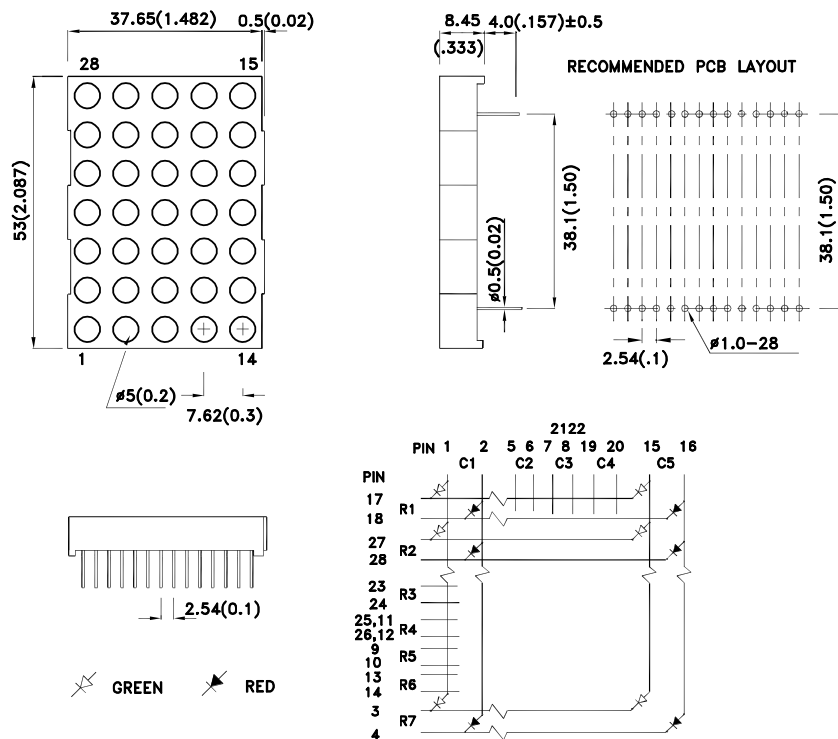 37.65(1.482)
0.5(0.02)
28
15
53(2.087)
1
14
ø5(0.2)
7.62(0.3)
8.45
(.333)
4.0(.157)±0.5
ø0.5(0.02)
38.1(1.50)
RECOMMENDED PCB LAYOUT
38.1(1.50)
ø1.0-28
2.54(.1)
2.54(0.1)
GREEN
RED
2122
PIN 1 2 5 6 7 8 19 20 15 16
C1 C2 C3 C4 C5
PIN
17
R1
18
27
R2
28
23
R3
24
25,11
R4
26,12
9
R5
10
13
R6
14
3
R7
4